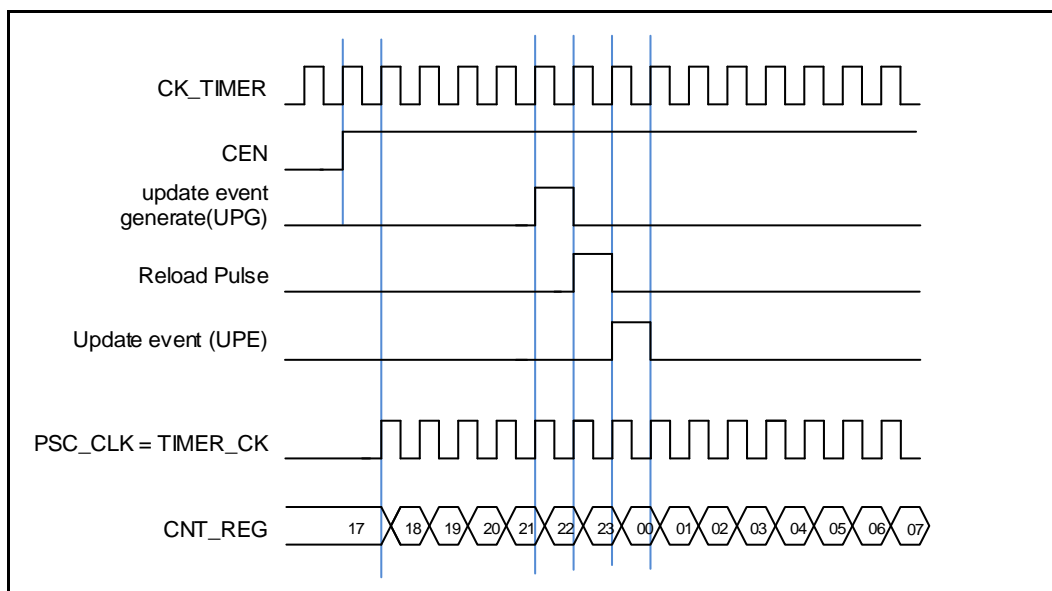 CK_TIMER
CEN
update event
generate(UPG)
Reload Pulse
Update event (UPE)
PSC_CLK = TIMER_CK
CNT_REG 17 18 19 20 21 22 23 00 01 02 03 04 05 06 07